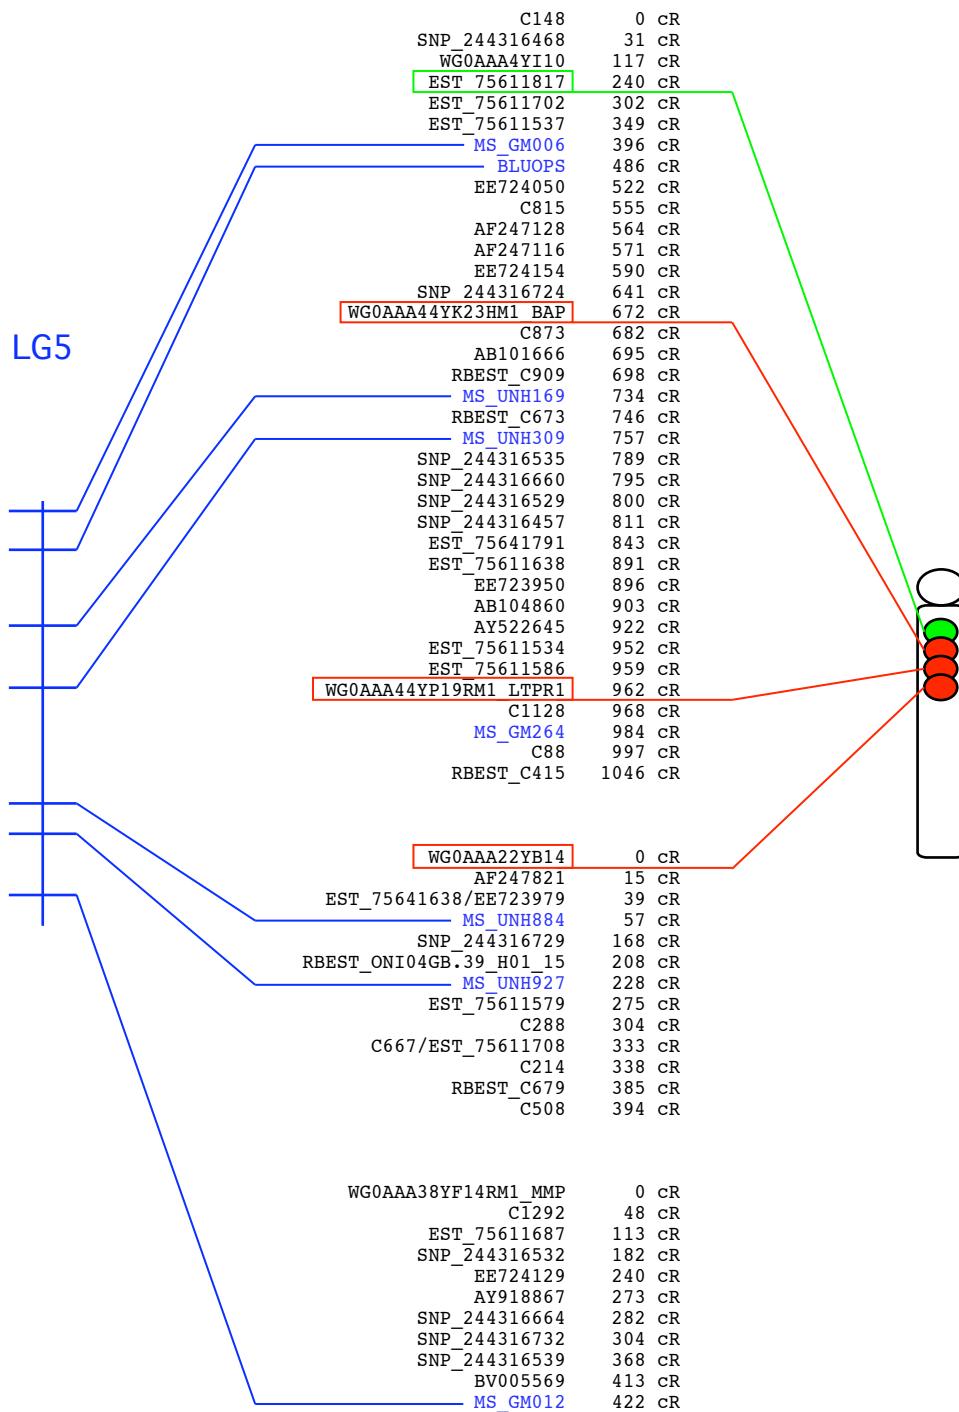 C148 0 cR
SNP_244316468 31 cR
WG0AAA4YI10 117 cR
EST_75611817 240 cR
EST_75611702 302 cR
EST_75611537 349 cR
MS_GM006 396 cR
BLUOPS 486 cR
EE724050 522 cR
C815 555 cR
AF247128 564 cR
AF247116 571 cR
EE724154 590 cR
SNP_244316724 641 cR
WG0AAA44YK23HM1_BAP 672 cR
C873 682 cR
LG5
AB101666 695 cR
RBEST_C909 698 cR
MS_UNH169 734 cR
RBEST_C673 746 cR
MS_UNH309 757 cR
SNP_244316535 789 cR
SNP_244316660 795 cR
SNP_244316529 800 cR
SNP_244316457 811 cR
EST_75641791 843 cR
EST_75611638 891 cR
EE723950 896 cR
AB104860 903 cR
AY522645 922 cR
EST_75611534 952 cR
EST_75611586 959 cR
WG0AAA44YP19RM1_LTPR1 962 cR
C1128 968 cR
MS_GM264 984 cR
C88 997 cR
RBEST_C415 1046 cR
WG0AAA22YB14 0 cR
AF247821 15 cR
EST_75641638/EE723979 39 cR
MS_UNH884 57 cR
SNP_244316729 168 cR
RBEST_ONI04GB.39_H01_15 208 cR
MS_UNH927 228 cR
EST_75611579 275 cR
C288 304 cR
C667/EST_75611708 333 cR
C214 338 cR
RBEST_C679 385 cR
C508 394 cR
WG0AAA38YF14RM1_MMP 0 cR
C1292 48 cR
EST_75611687 113 cR
SNP_244316532 182 cR
EE724129 240 cR
AY918867 273 cR
SNP_244316664 282 cR
SNP_244316732 304 cR
SNP_244316539 368 cR
BV005569 413 cR
MS_GM012 422 cR